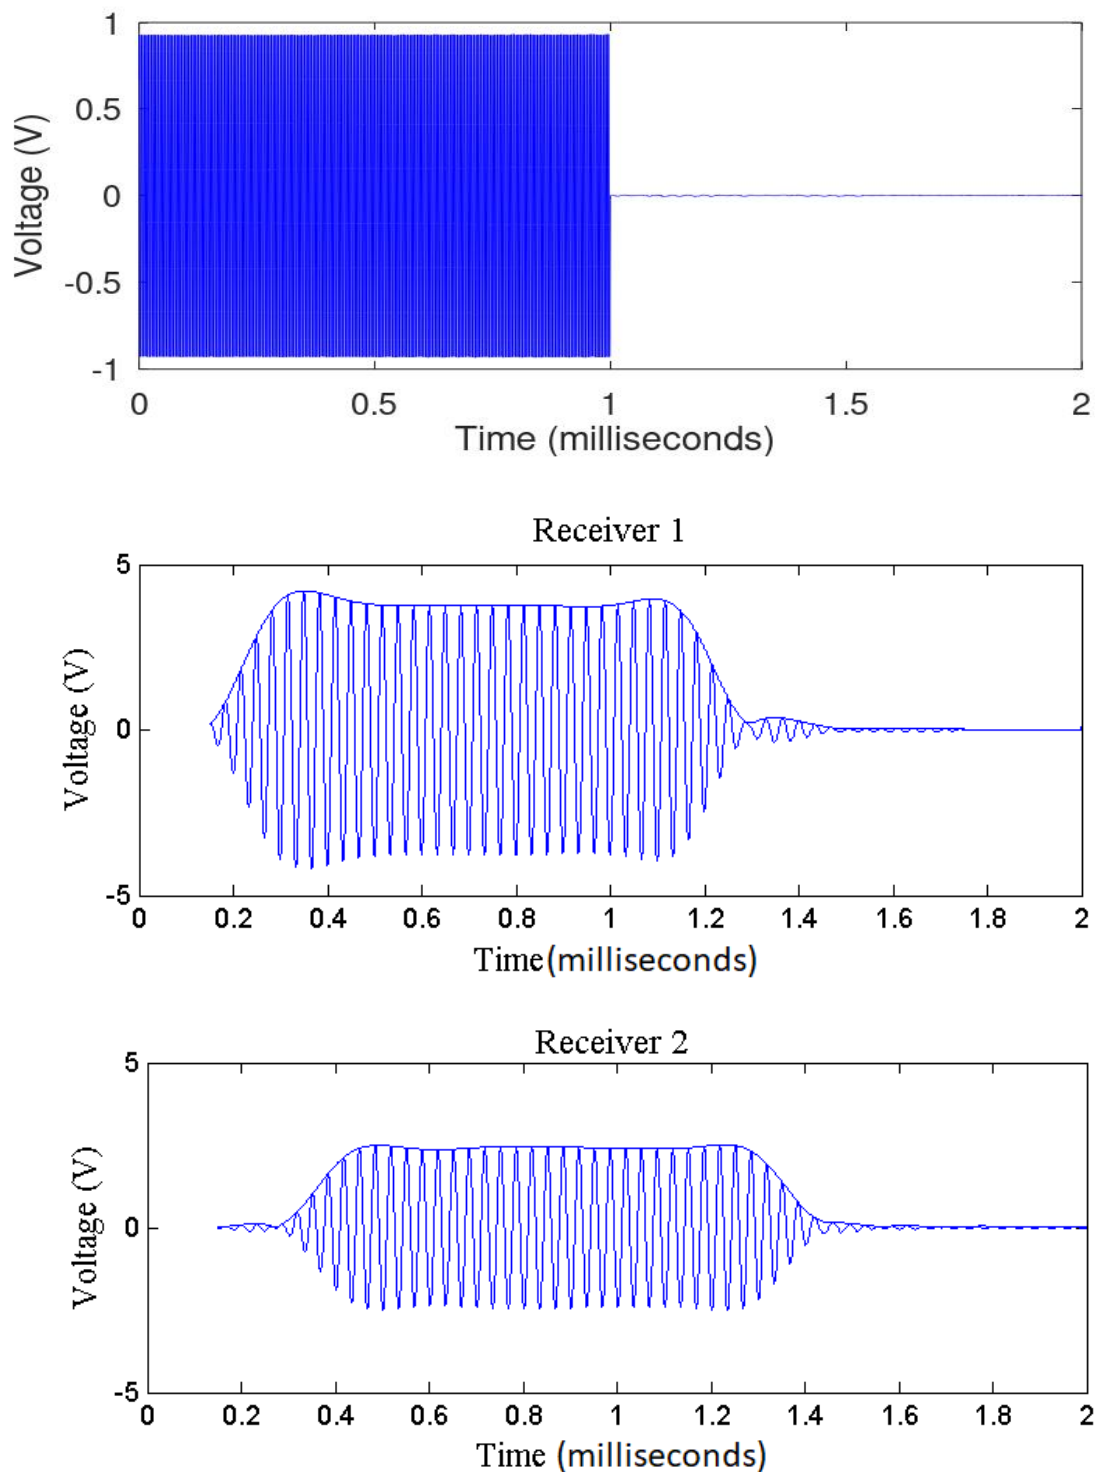 1
0.5
0
-0.5
-1
Voltage (V)
0 0.5 1 1.5 2
Time (milliseconds)
Receiver 1
5
0
-5
Voltage (V)
0 0.2 0.4 0.6 0.8 1 1.2 1.4 1.6 1.8 2
Time(milliseconds)
Receiver 2
5
0
-5
Voltage (V)
0 0.2 0.4 0.6 0.8 1 1.2 1.4 1.6 1.8 2
Time (milliseconds)